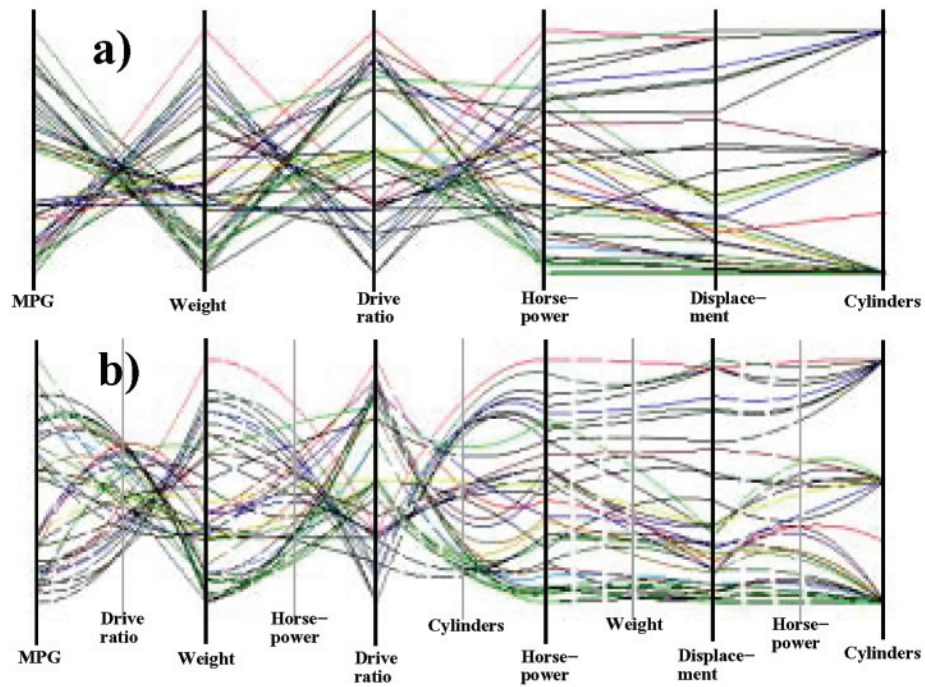 a)
MPG
Weight
Drive
ratio
Horse-
power
Displace-
ment
Cylinders
b)
Drive
ratio
Horse-
power
Cylinders
Weight
Horse-
power
MPG
Weight
Drive
ratio
Horse-
power
Displace-
ment
Cylinders